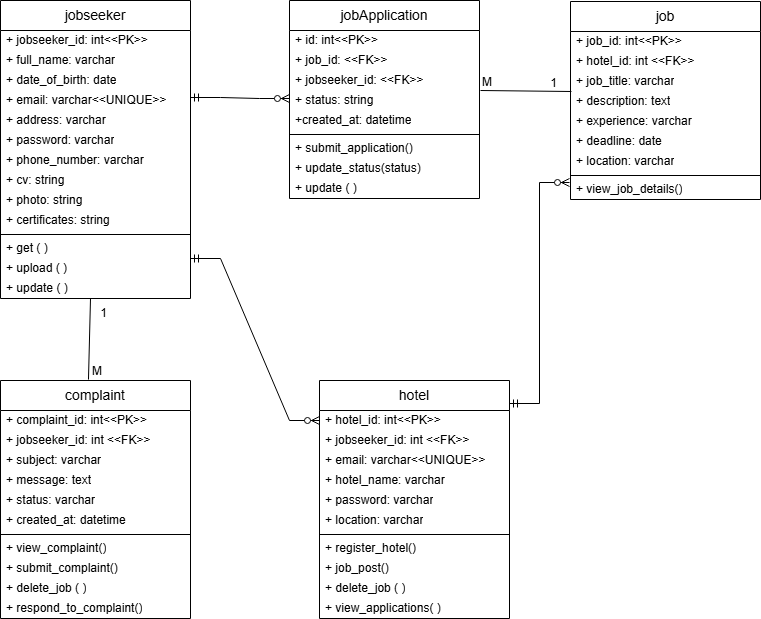 jobseeker
+ jobseeker_id: int<<PK>>
+ full_name: varchar
+ date_of_birth: date
+ email: varchar<<UNIQUE>>
+ address: varchar
+ password: varchar
+ phone_number: varchar
+ cv: string
+ photo: string
+ certificates: string
+ get ( )
+ upload ( )
+ update ( )
jobApplication
+ id: int<<PK>>
+ job_id: <<FK>>
+ jobseeker_id: <<FK>>
+ status: string
+created_at: datetime
+ submit_application()
+ update_status(status)
+ update ( )
M
1
job
+ job_id: int<<PK>>
+ hotel_id: int <<FK>>
+ job_title: varchar
+ description: text
+ experience: varchar
+ deadline: date
+ location: varchar
+ view_job_details()
1
M
complaint
+ complaint_id: int<<PK>>
+ jobseeker_id: int <<FK>>
+ subject: varchar
+ message: text
+ status: varchar
+ created_at: datetime
+ view_complaint()
+ submit_complaint()
+ delete_job ( )
+ respond_to_complaint()
hotel
+ hotel_id: int<<PK>>
+ jobseeker_id: int <<FK>>
+ email: varchar<<UNIQUE>>
+ hotel_name: varchar
+ password: varchar
+ location: varchar
+ register_hotel()
+ job_post()
+ delete_job ( )
+ view_applications( )